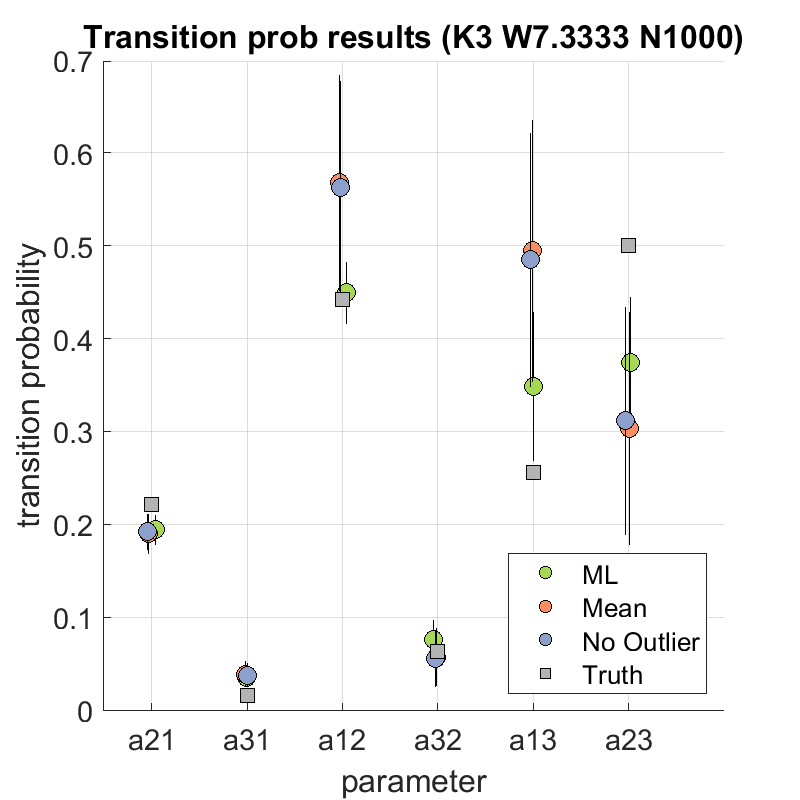 Transition prob results (K3 W7.3333 N1000)
transition probability
0.7
0.6
0.5
0.4
0.3
0.2
0.1
0
ML
Mean
No Outlier
Truth
a21 a31 a12 a32 a13 a23
parameter